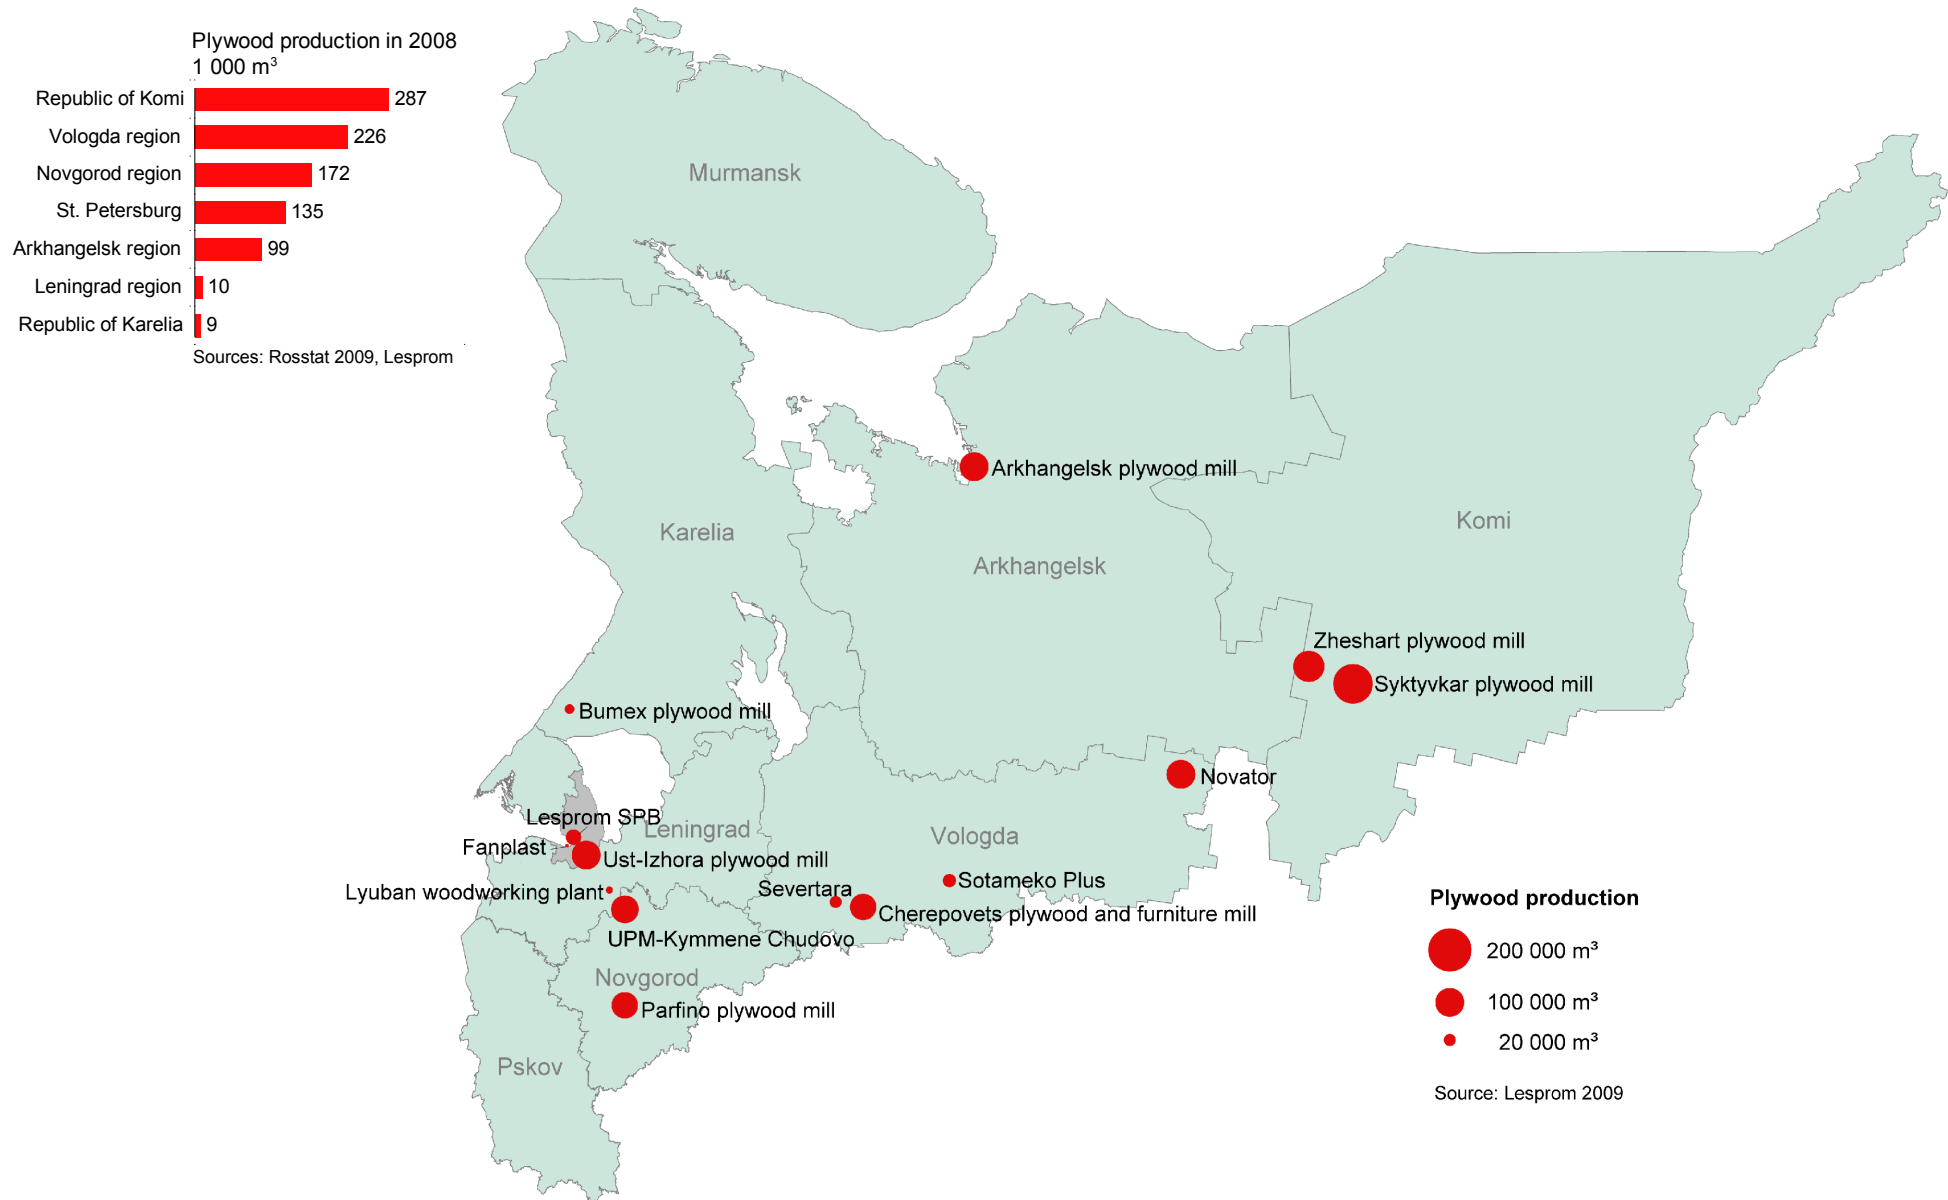 Plywood production in 2008
1 000 m³
Republic of Komi 287
Vologda region 226
Novgorod region 172
St. Petersburg 135
Arkhangelsk region 99
Leningrad region 10
Republic of Karelia 9
Sources: Rosstat 2009, Lesprom
Murmansk
Arkhangelsk plywood mill
Karelia
Komi
Arkhangelsk
Zheshart plywood mill
Syktyvkar plywood mill
Bumex plywood mill
Novator
Lesprom SPB
Leningrad
Vologda
Fanplast
Ust-Izhora plywood mill
Lyuban woodworking plant
Severtara
Sotameko Plus
Cherepovets plywood and furniture mill
UPM-Kymmene Chudovo
Novgorod
Parfino plywood mill
Pskov
Plywood production
200 000 m³
100 000 m³
20 000 m³
Source: Lesprom 2009